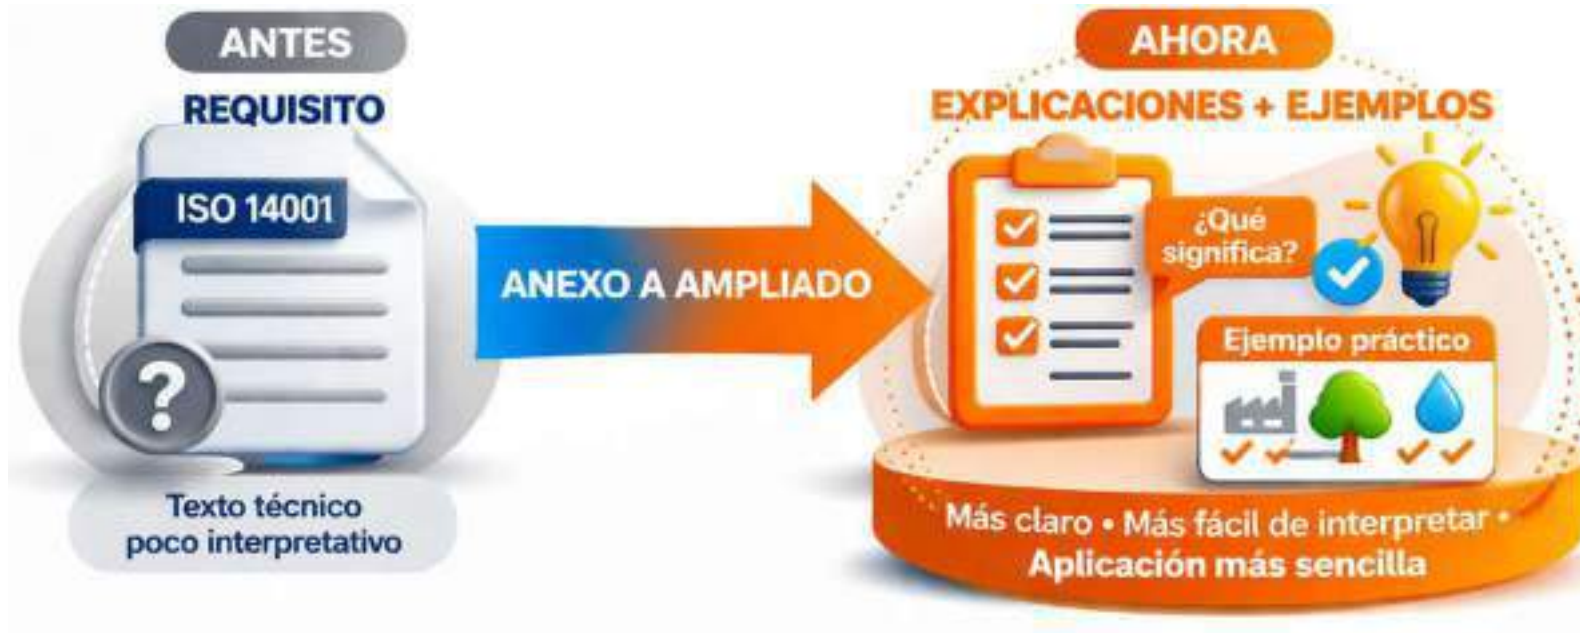 ANTES
REQUISITO
ISO 14001
?
Texto técnico
poco interpretativo
ANEXO A AMPLIADO
AHORA
EXPLICACIONES + EJEMPLOS
¿Qué
significa?
Ejemplo práctico
Más claro • Más fácil de interpretar •
Aplicación más sencilla